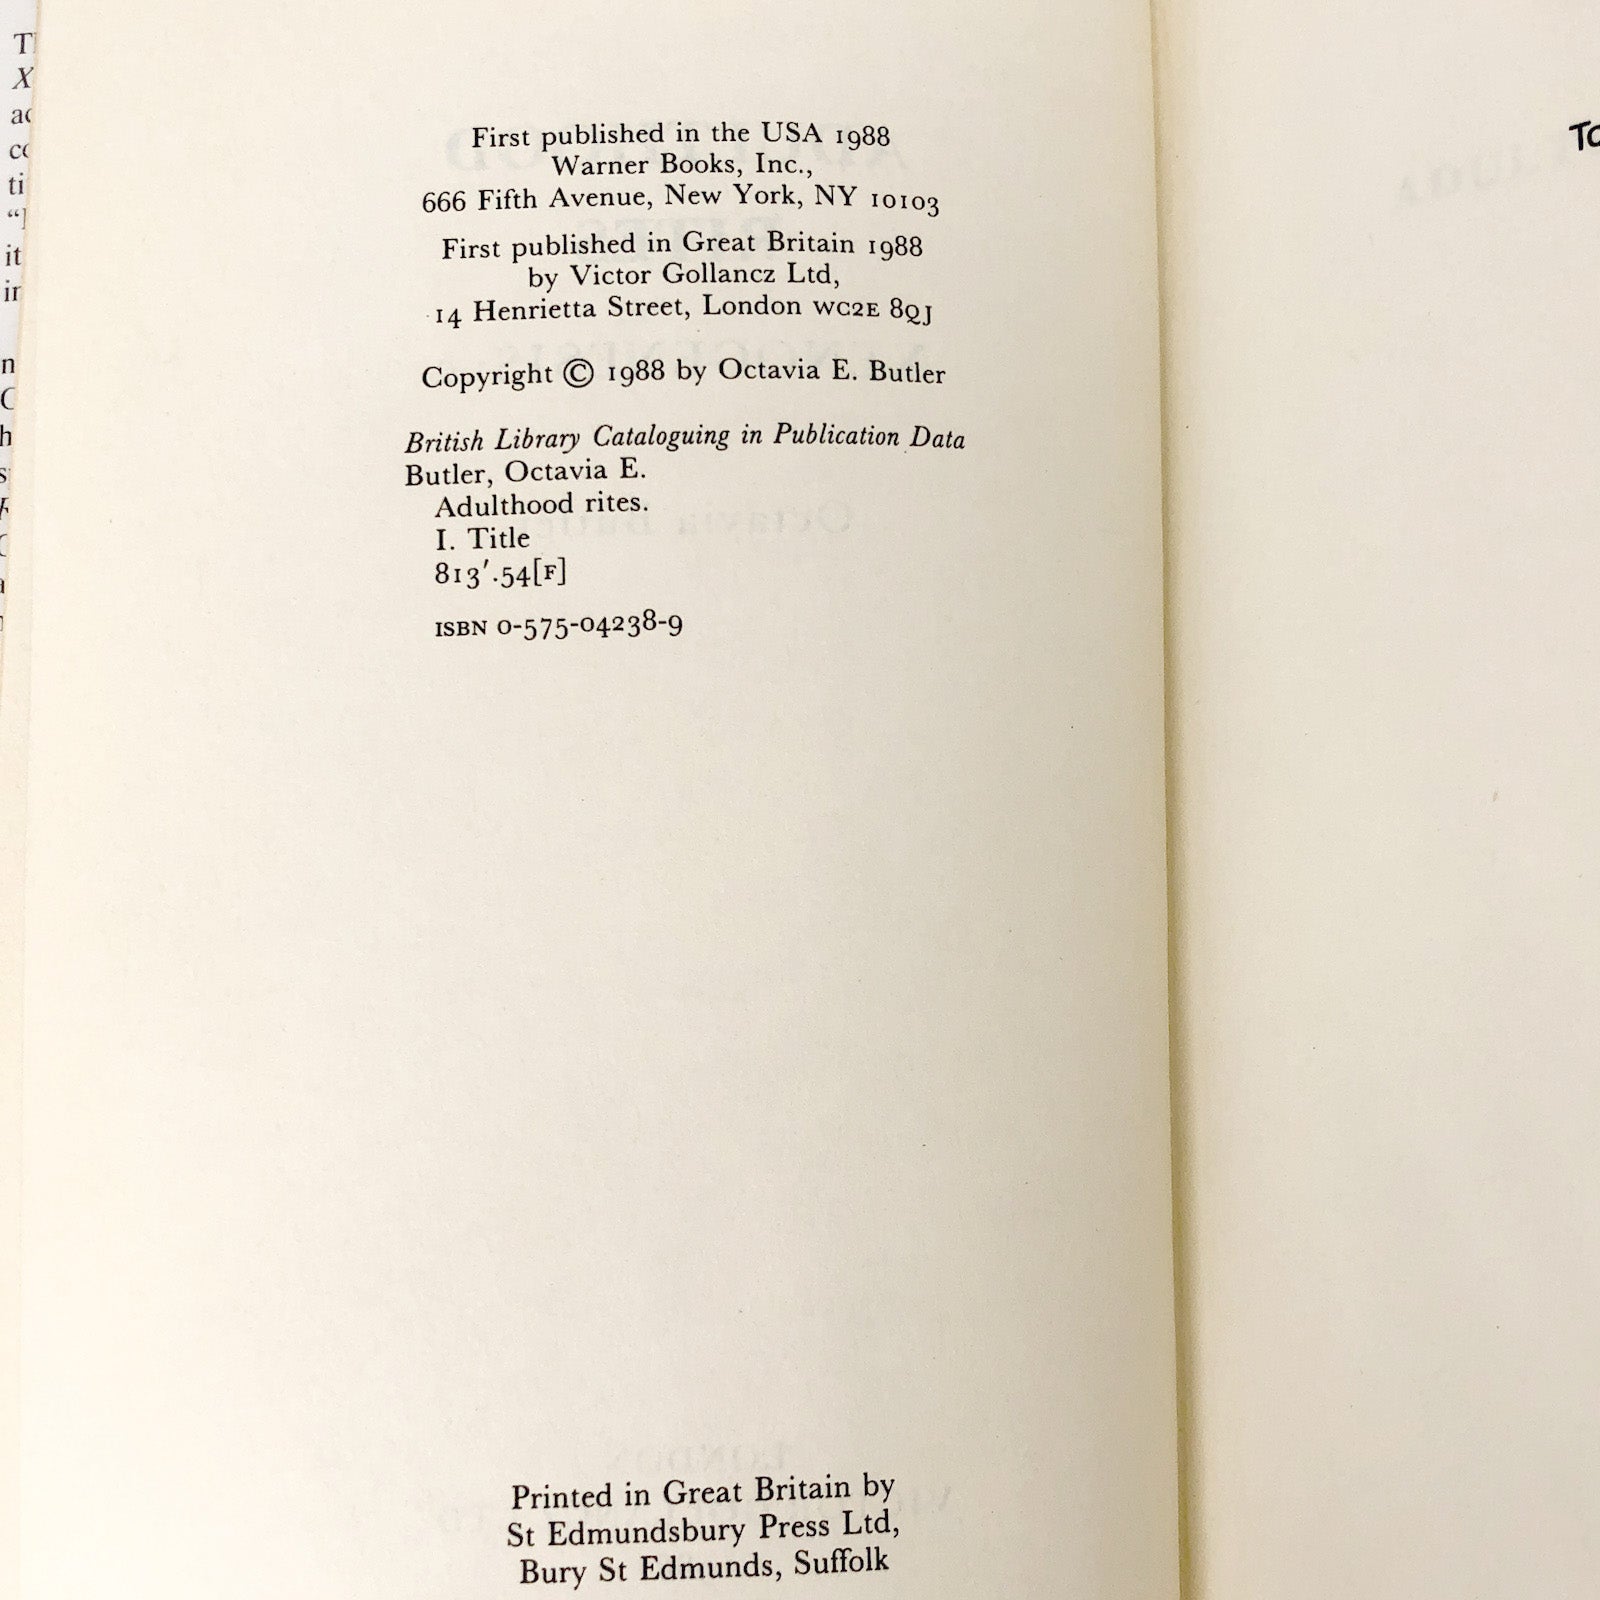 First published in the USA 1988
Warner Books, Inc.,
666 Fifth Avenue, New York, NY 10103
First published in Great Britain 1988
by Victor Gollancz Ltd,
14 Henrietta Street, London WC2E 8QJ
Copyright © 1988 by Octavia E. Butler
British Library Cataloguing in Publication Data
Butler, Octavia E.
Adulthood rites.
I. Title
813′.54[F]
ISBN 0-575-04238-9
Printed in Great Britain by
St Edmundsbury Press Ltd,
Bury St Edmunds, Suffolk